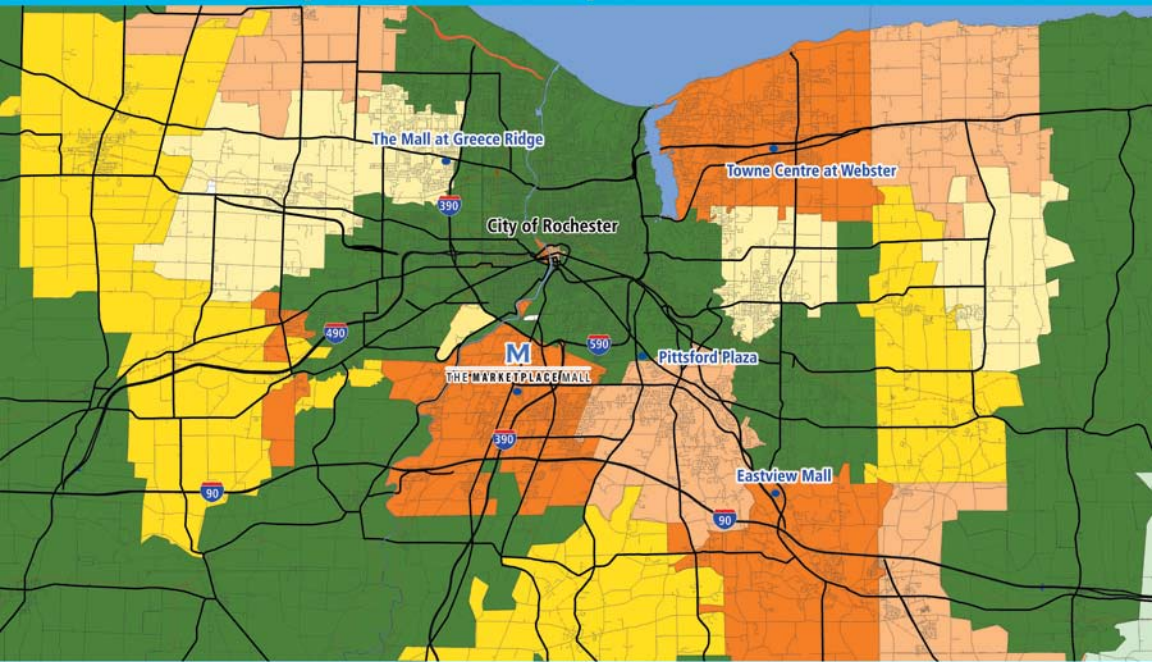 The Mall at Greece Ridge
Towne Centre at Webster
390
City of Rochester
490
590
M
Pittsford Plaza
THE MARKETPLACE MALL
390
Eastview Mall
90
90